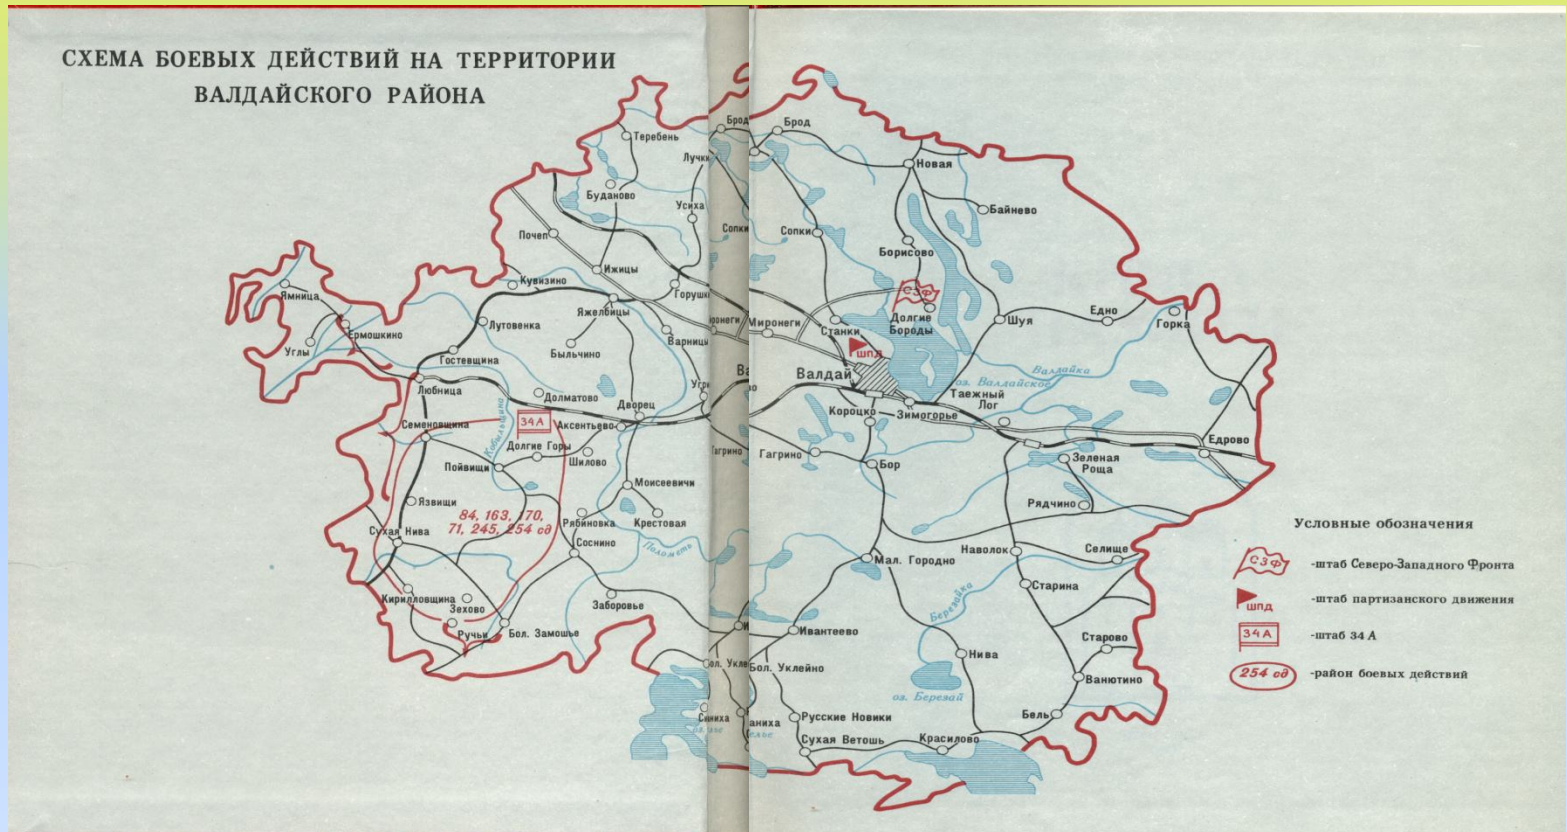 СХЕМА БОЕВЫХ ДЕЙСТВИЙ НА ТЕРРИТОРИИ
ВАЛДАЙСКОГО РАЙОНА
Теребень
Брод
Брод
Лучки
Новая
Буданово
Усиха
Байнево
Почеп
Сопки
Сопки
Борисово
Ижицы
Ямница
Кувизино
Горушки
СЗФ
Яжелбицы
Долгие
Бороды
Шуя
Едно
Горка
Ермошкино
Лутовенка
Миронеги
Станки
Углы
Быльчино
Варницы
ШПД
Гостевщина
Валдай
Валдайка
оз. Валдайское
Любница
Долматово
Таежный
Лог
Кобыльщина
Дворец
Короцко
Зимогорье
Семеновщина
34А
Аксентьево
Едрово
Долгие Горы
Гагрино
Гагрино
Пойвищи
Шилово
Бор
Зеленая
Роща
Моисеевичи
Язвищи
Рядчино
84, 163, 170,
71, 245, 254 сд
Рябиновка
Крестовая
Сухая Нива
Соснино
Поломять
Мал. Городно
Наволок
Селище
Старина
Кирилловщина
Зехово
Заборовье
Березайка
Ручьи
Бол. Замошье
Ивантеево
Старово
Нива
Бол. Уклейно
Ванютино
оз. Березай
Русские Новики
Бель
Сухая Ветошь
Красилово
Условные обозначения
СЗФ -штаб Северо-Западного Фронта
ШПД -штаб партизанского движения
34А -штаб 34 А
254 сд -район боевых действий